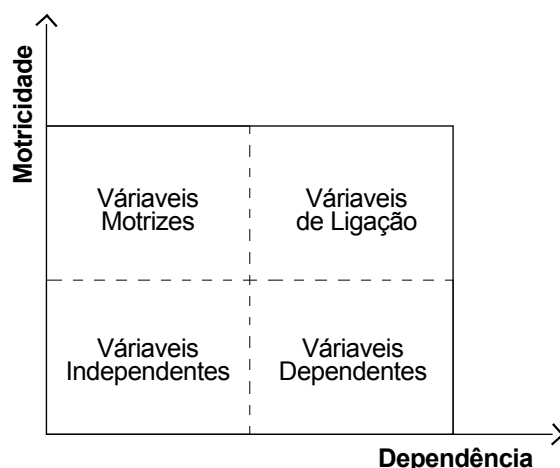 Motricidade
Váriaveis
Motrizes
Váriaveis
de Ligação
Váriaveis
Independentes
Váriaveis
Dependentes
Dependência